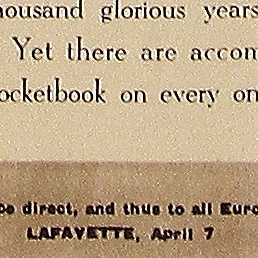 housand glorious years
Yet there are accom
ocketbook on every on
be direct, and thus to all Euro
LAFAYETTE, April 7